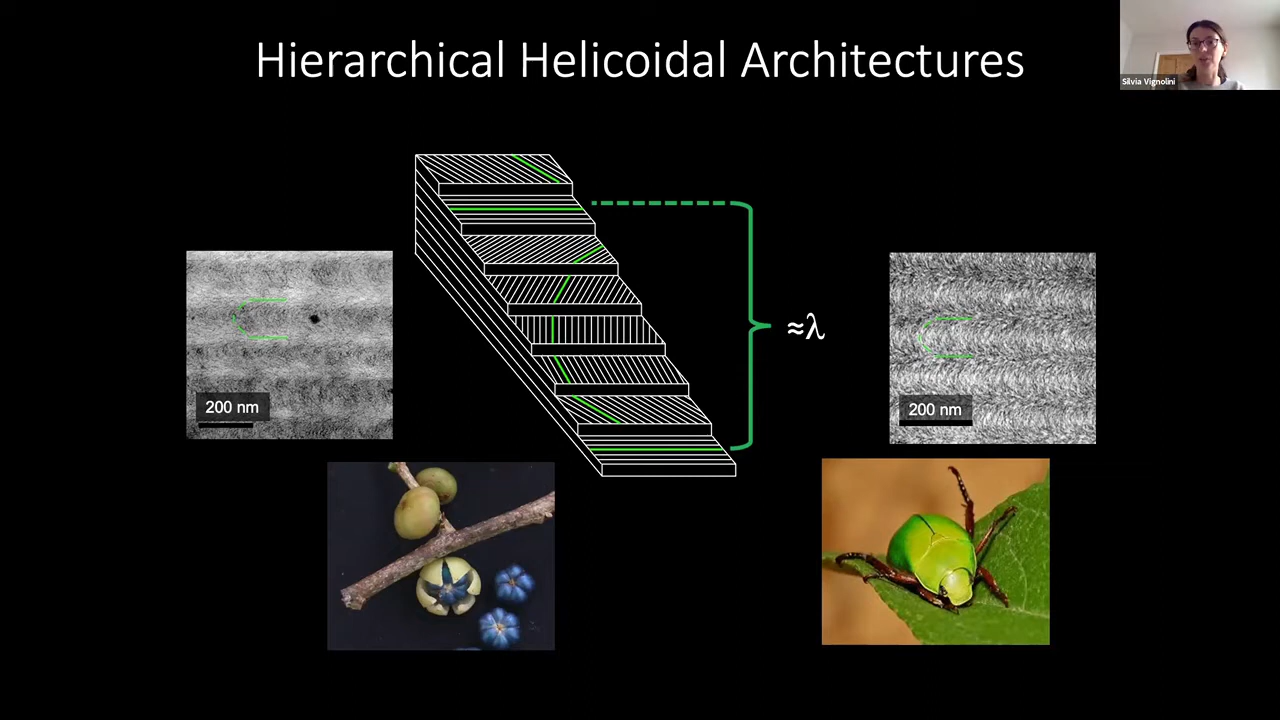 Hierarchical Helicoidal Architectures
Silvia Vignolini
≈λ
200 nm
200 nm